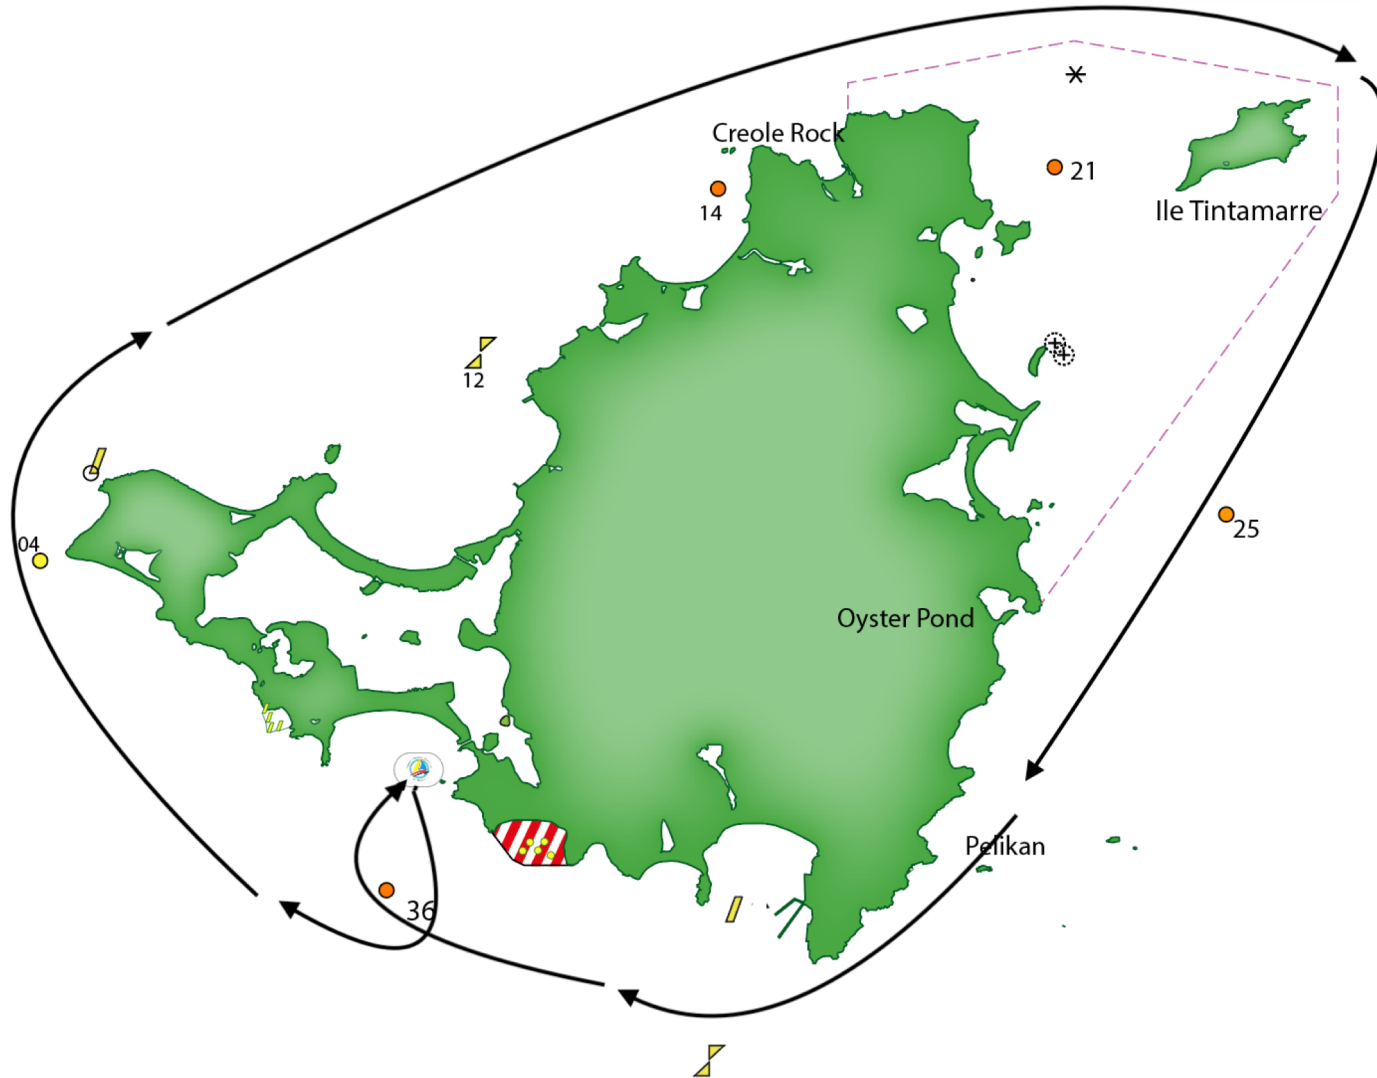 Creole Rock
21
14
Ile Tintamarre
12
25
04
Oyster Pond
Pelikan
36